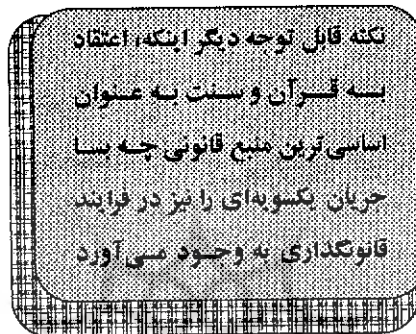 نکته قابل توجه دیگر اینکه، اعتقاد
به قرآن و سنت به عنوان
اساسی‌ترین منبع قانونی چه بسا
جریان یکسویه‌ای را نیز در فرایند
قانونگذاری به وجود می‌آورد